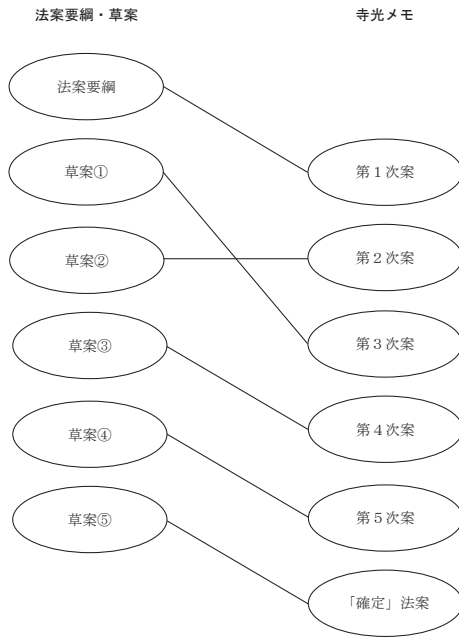 法案要綱・草案
寺光メモ
法案要綱
草案①
第１次案
草案②
第２次案
草案③
第３次案
草案④
第４次案
草案⑤
第５次案
「確定」法案